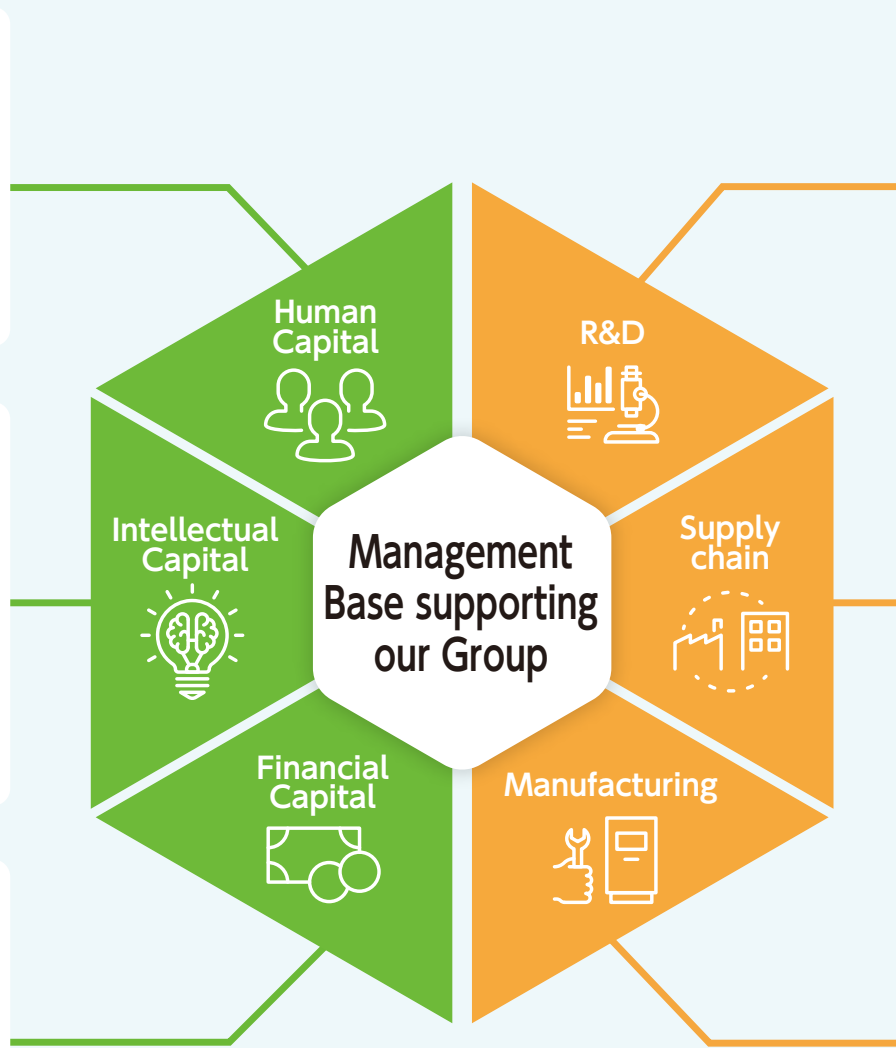 Human
Capital
R&D
Intellectual
Capital
Management
Base supporting
our Group
Supply
chain
Financial
Capital
Manufacturing